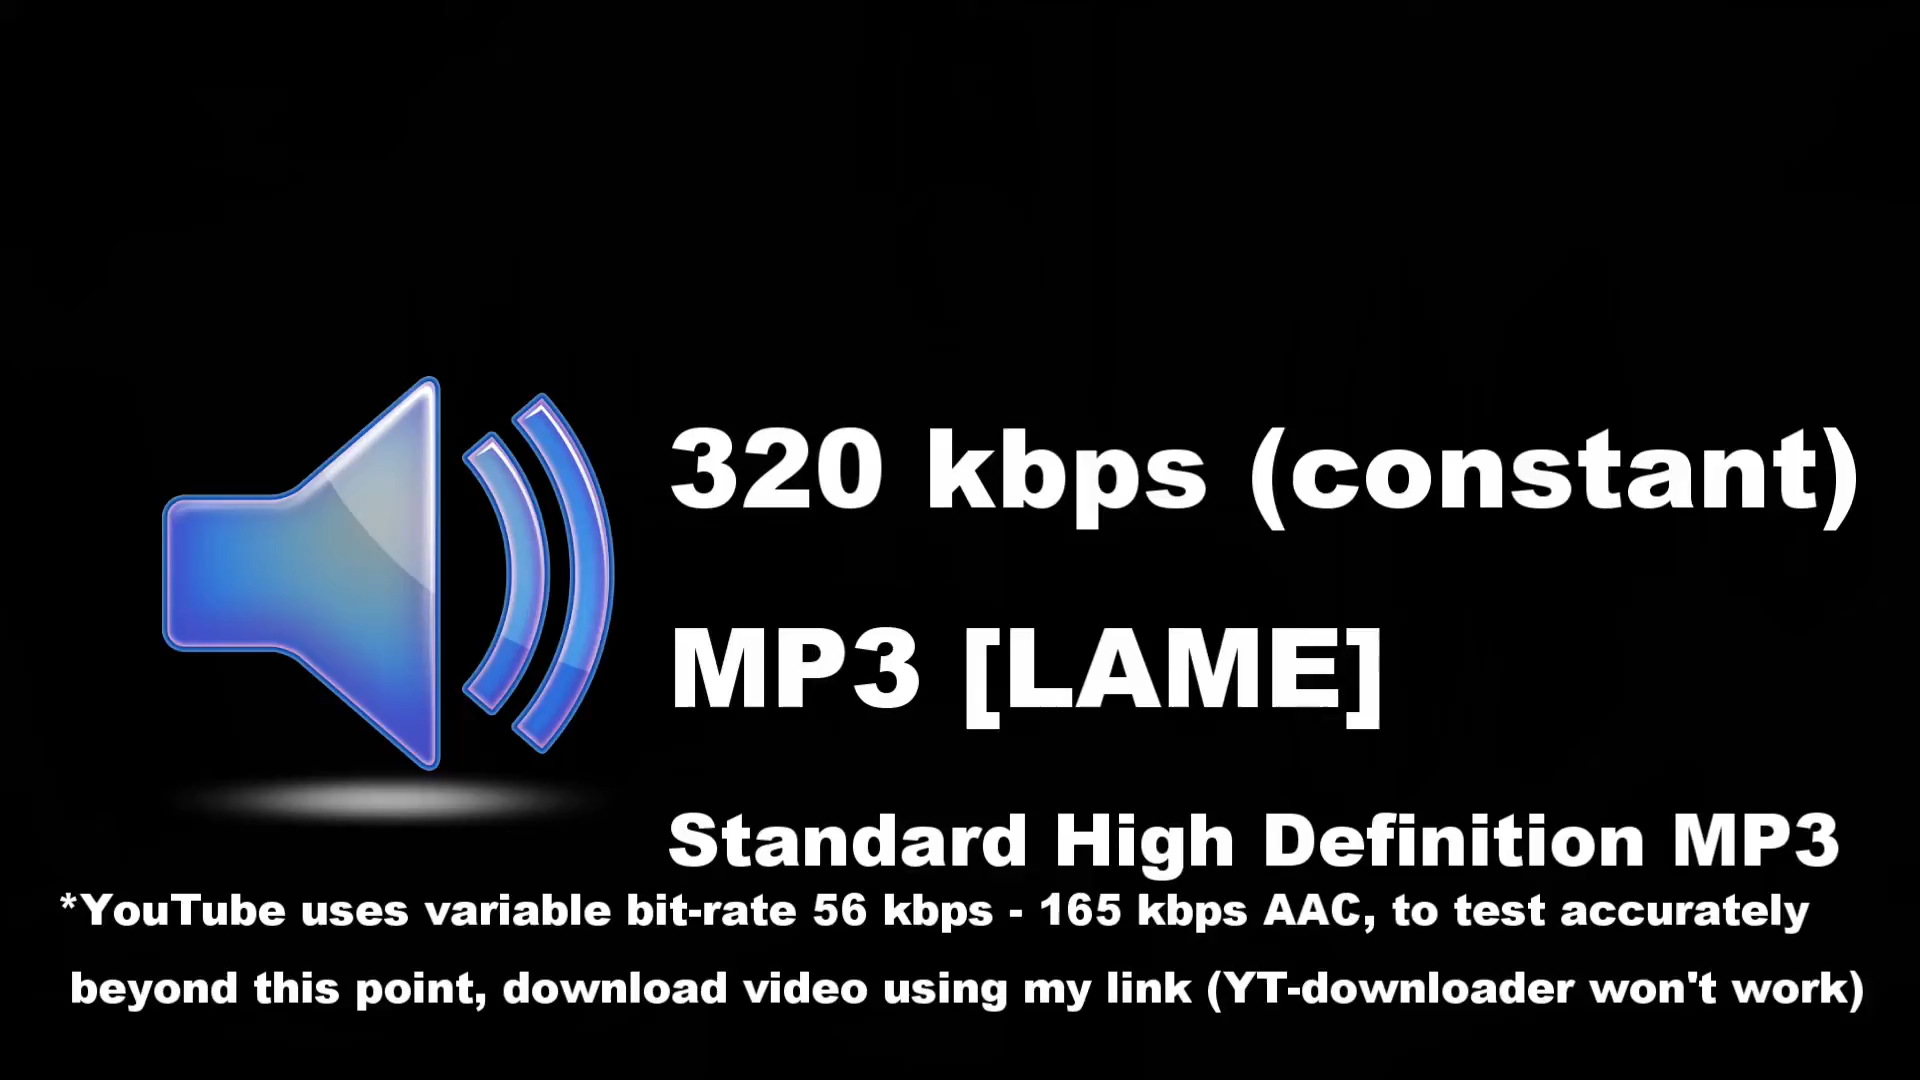 320 kbps (constant)
MP3 [LAME]
Standard High Definition MP3
*YouTube uses variable bit-rate 56 kbps - 165 kbps AAC, to test accurately
beyond this point, download video using my link (YT-downloader won't work)